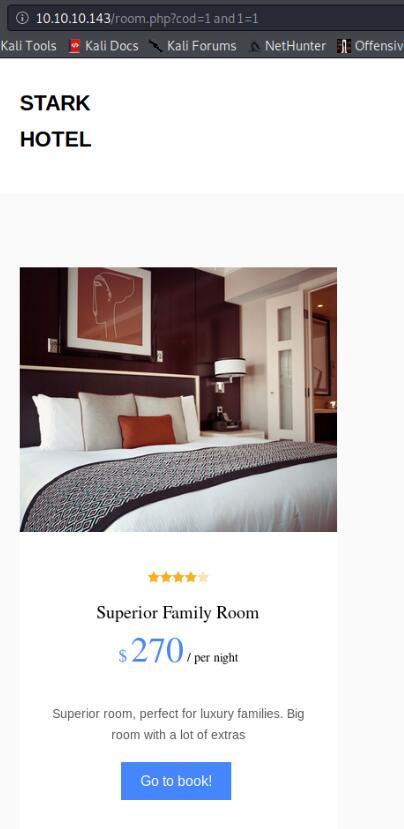 10.10.10.143/room.php?cod=1 and 1=1
Kali Tools Kali Docs Kali Forums NetHunter Offensiv
STARK
HOTEL
Superior Family Room
$ 270 / per night
Superior room, perfect for luxury families. Big
room with a lot of extras
Go to book!